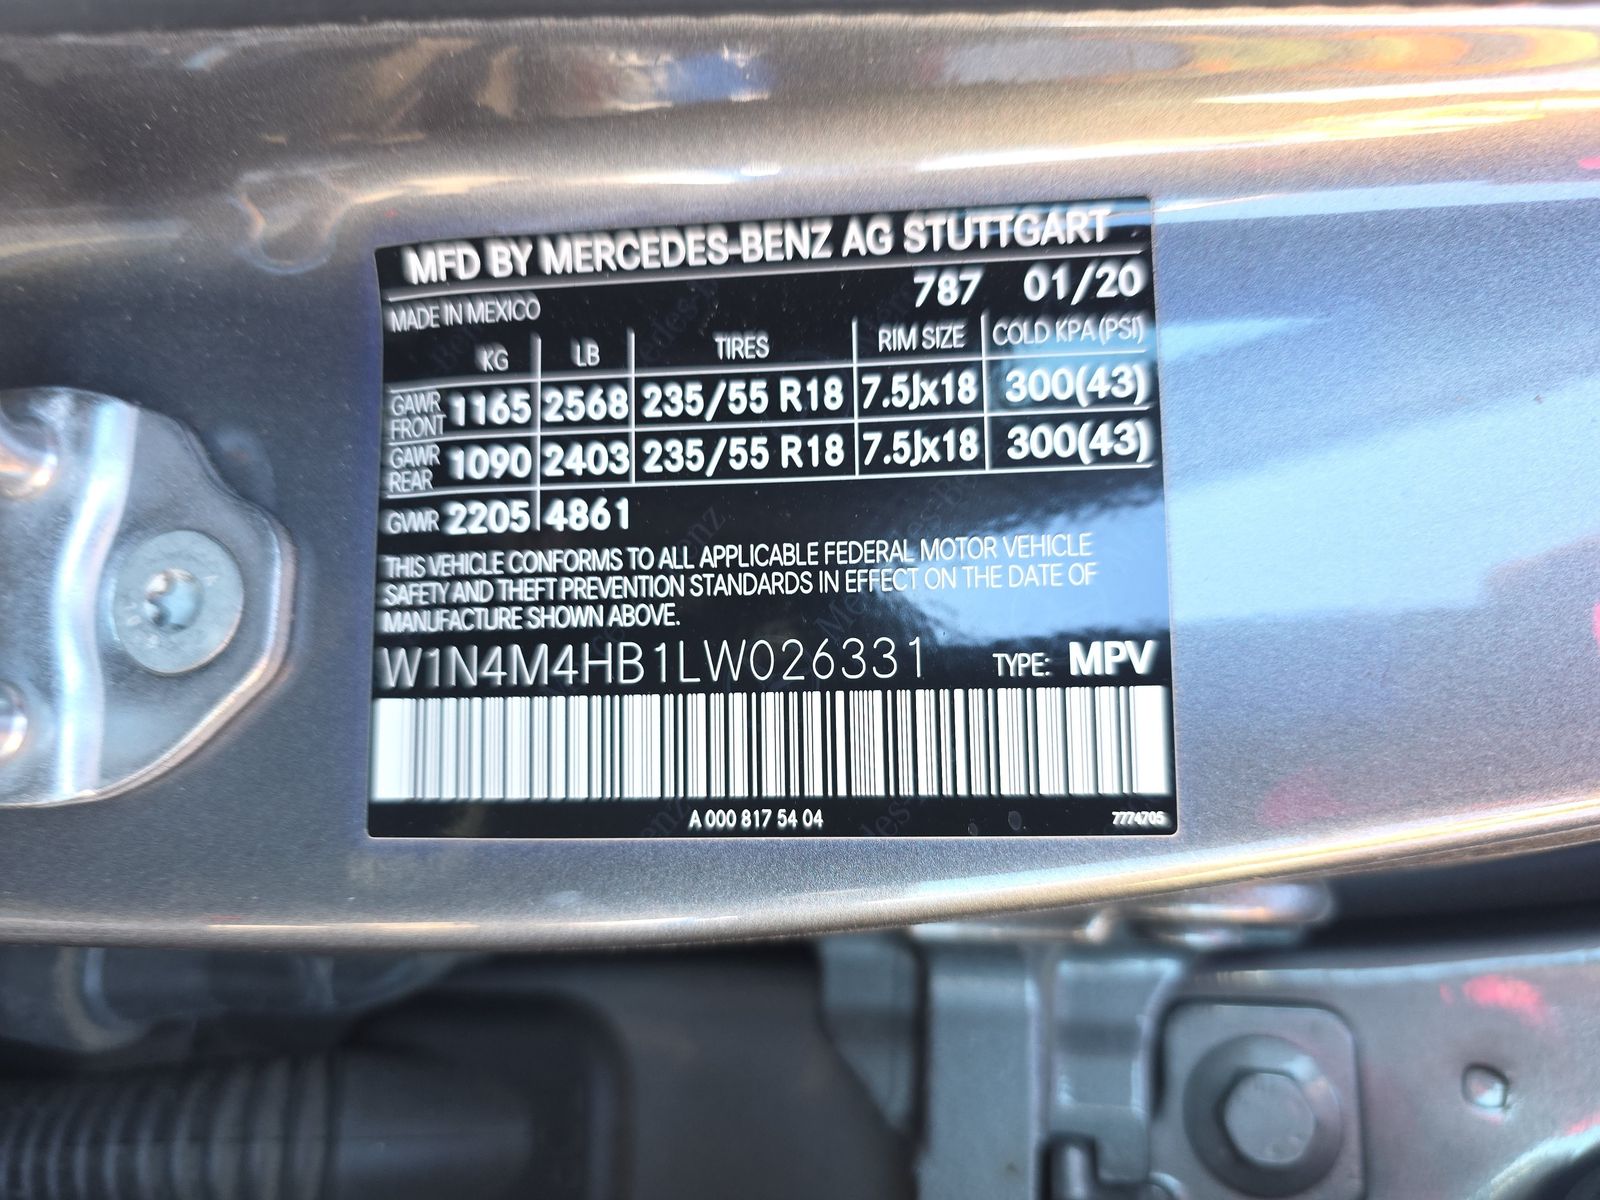 MFD BY MERCEDES-BENZ AG STUTTGART
787 01/20
MADE IN MEXICO
KG LB TIRES RIM SIZE COLD KPA (PSI)
GAWR FRONT 1165 2568 235/55 R18 7.5Jx18 300(43)
GAWR REAR 1090 2403 235/55 R18 7.5Jx18 300(43)
GVWR 2205 4861
THIS VEHICLE CONFORMS TO ALL APPLICABLE FEDERAL MOTOR VEHICLE
SAFETY AND THEFT PREVENTION STANDARDS IN EFFECT ON THE DATE OF
MANUFACTURE SHOWN ABOVE.
W1N4M4HB1LW026331 TYPE: MPV
A 000 817 54 04 7774705